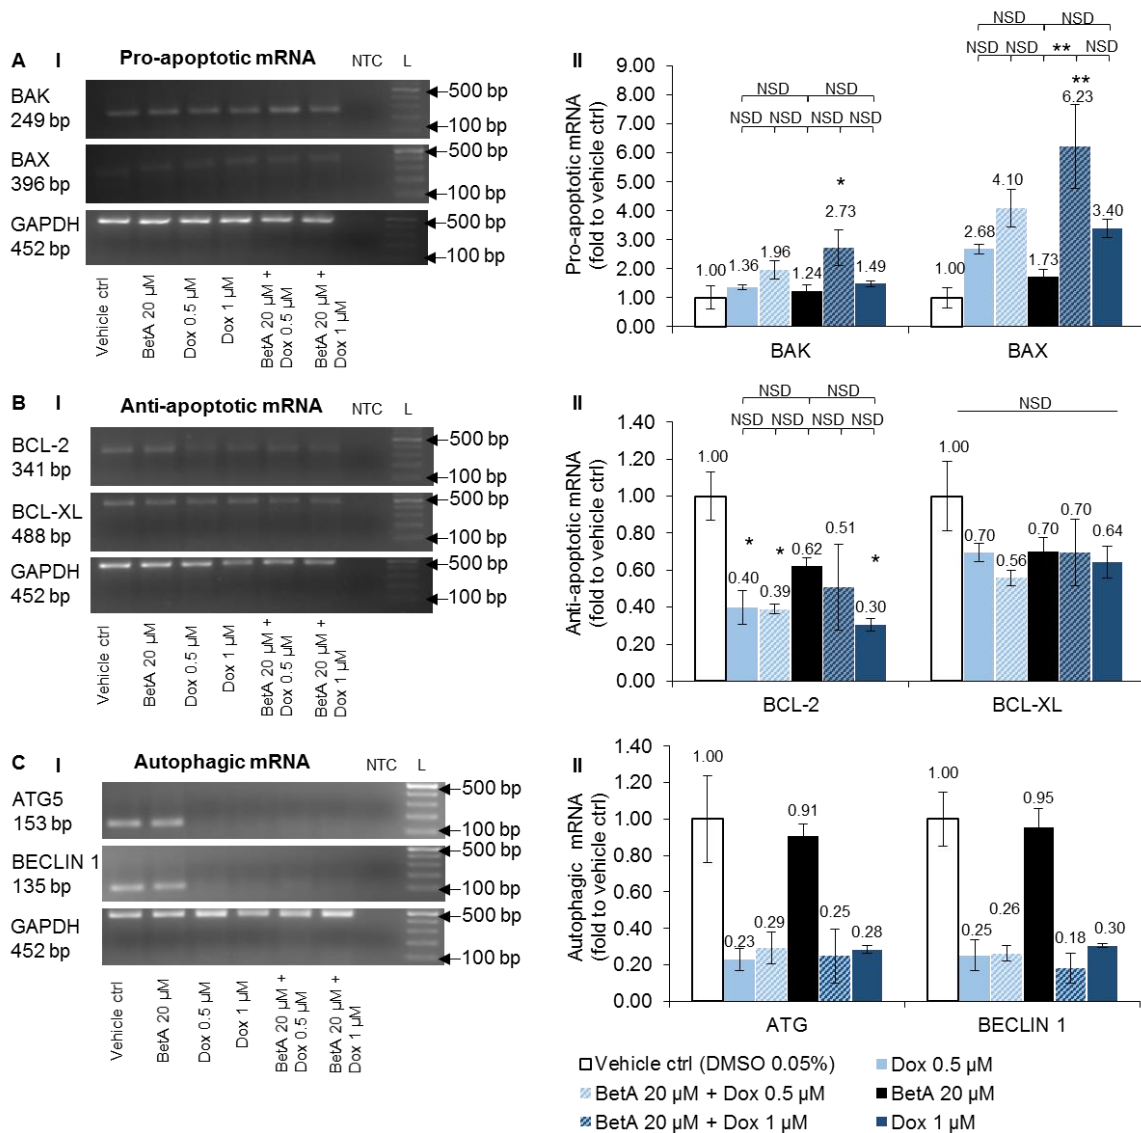 A I Pro-apoptotic mRNA NTC L
BAK
249 bp
500 bp
100 bp
BAX
396 bp
500 bp
100 bp
GAPDH
452 bp
500 bp
100 bp
Vehicle ctrl
BetA 20 µM
Dox 0.5 µM
Dox 1 µM
BetA 20 µM +
Dox 0.5 µM
BetA 20 µM +
Dox 1 µM
II
Pro-apoptotic mRNA
(fold to vehicle ctrl)
9.00
8.00
7.00
6.00
5.00
4.00
3.00
2.00
1.00
0.00
NSD NSD
NSD NSD NSD NSD
*
1.00 1.36 1.96 1.24 2.73 1.49
BAK
NSD NSD
NSD NSD ** NSD
**
1.00 2.68 4.10 1.73 6.23 3.40
BAX
B I Anti-apoptotic mRNA NTC L
BCL-2
341 bp
500 bp
100 bp
BCL-XL
488 bp
500 bp
100 bp
GAPDH
452 bp
500 bp
100 bp
Vehicle ctrl
BetA 20 µM
Dox 0.5 µM
Dox 1 µM
BetA 20 µM +
Dox 0.5 µM
BetA 20 µM +
Dox 1 µM
II
Anti-apoptotic mRNA
(fold to vehicle ctrl)
1.40
1.20
1.00
0.80
0.60
0.40
0.20
0.00
NSD NSD
NSD NSD NSD NSD
* * *
1.00 0.40 0.39 0.62 0.51 0.30
BCL-2
NSD
1.00 0.70 0.56 0.70 0.70 0.64
BCL-XL
C I Autophagic mRNA NTC L
ATG5
153 bp
500 bp
100 bp
BECLIN 1
135 bp
500 bp
100 bp
GAPDH
452 bp
500 bp
100 bp
Vehicle ctrl
BetA 20 µM
Dox 0.5 µM
Dox 1 µM
BetA 20 µM +
Dox 0.5 µM
BetA 20 µM +
Dox 1 µM
II
Autophagic mRNA
(fold to vehicle ctrl)
1.40
1.20
1.00
0.80
0.60
0.40
0.20
0.00
1.00 0.23 0.29 0.91 0.25 0.28
ATG
1.00 0.25 0.26 0.95 0.18 0.30
BECLIN 1
Vehicle ctrl (DMSO 0.05%) Dox 0.5 µM
BetA 20 µM + Dox 0.5 µM BetA 20 µM
BetA 20 µM + Dox 1 µM Dox 1 µM